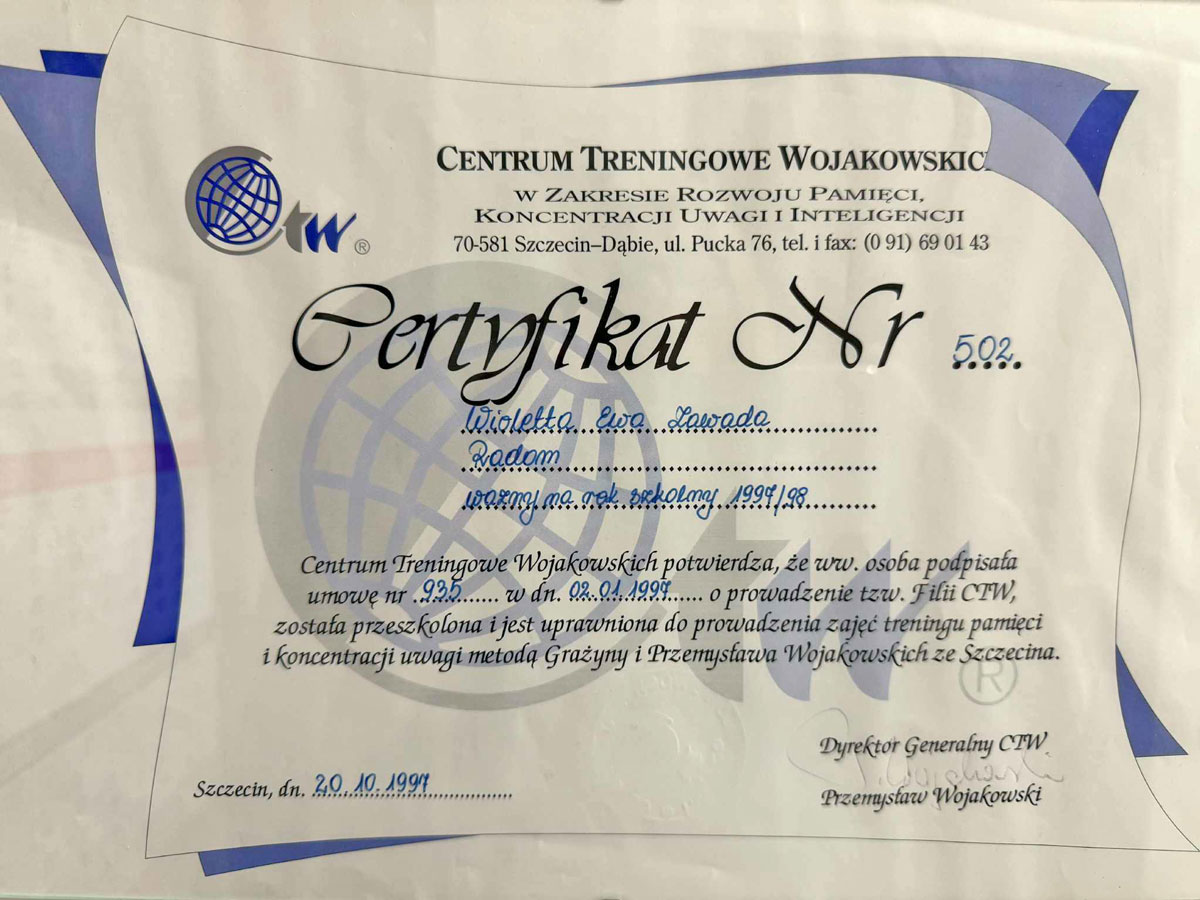 CENTRUM TRENINGOWE WOJAKOWSKIC
W ZAKRESIE ROZWOJU PAMIĘCI,
KONCENTRACJI UWAGI I INTELIGENCJI
70-581 Szczecin–Dąbie, ul. Pucka 76, tel. i fax: (0 91) 69 01 43
ctw®
Certyfikat Nr 502
Wioletta Ewa Zawada
Radom
ważny na rok szkolny 1997/98
Centrum Treningowe Wojakowskich potwierdza, że ww. osoba podpisała
umowę nr 935 w dn. 02.01.1997 o prowadzenie tzw. Filii CTW,
została przeszkolona i jest uprawniona do prowadzenia zajęć treningu pamięci
i koncentracji uwagi metodą Grażyny i Przemysława Wojakowskich ze Szczecina.
Dyrektor Generalny CTW
P. Wojakowski
Szczecin, dn. 20.10.1997
Przemysław Wojakowski